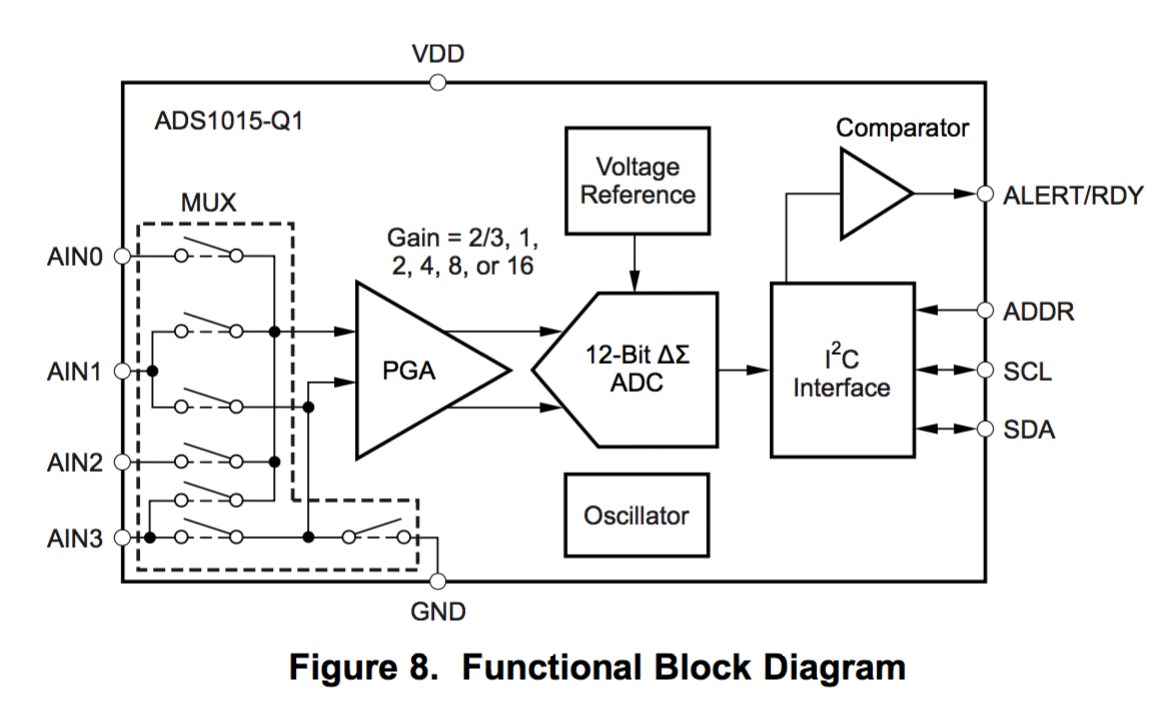 VDD
ADS1015-Q1
Comparator
Voltage
Reference
ALERT/RDY
MUX
Gain = 2/3, 1,
2, 4, 8, or 16
AIN0
ADDR
AIN1
PGA
12-Bit ΔΣ
ADC
I²C
Interface
SCL
SDA
AIN2
AIN3
Oscillator
GND
Figure 8. Functional Block Diagram